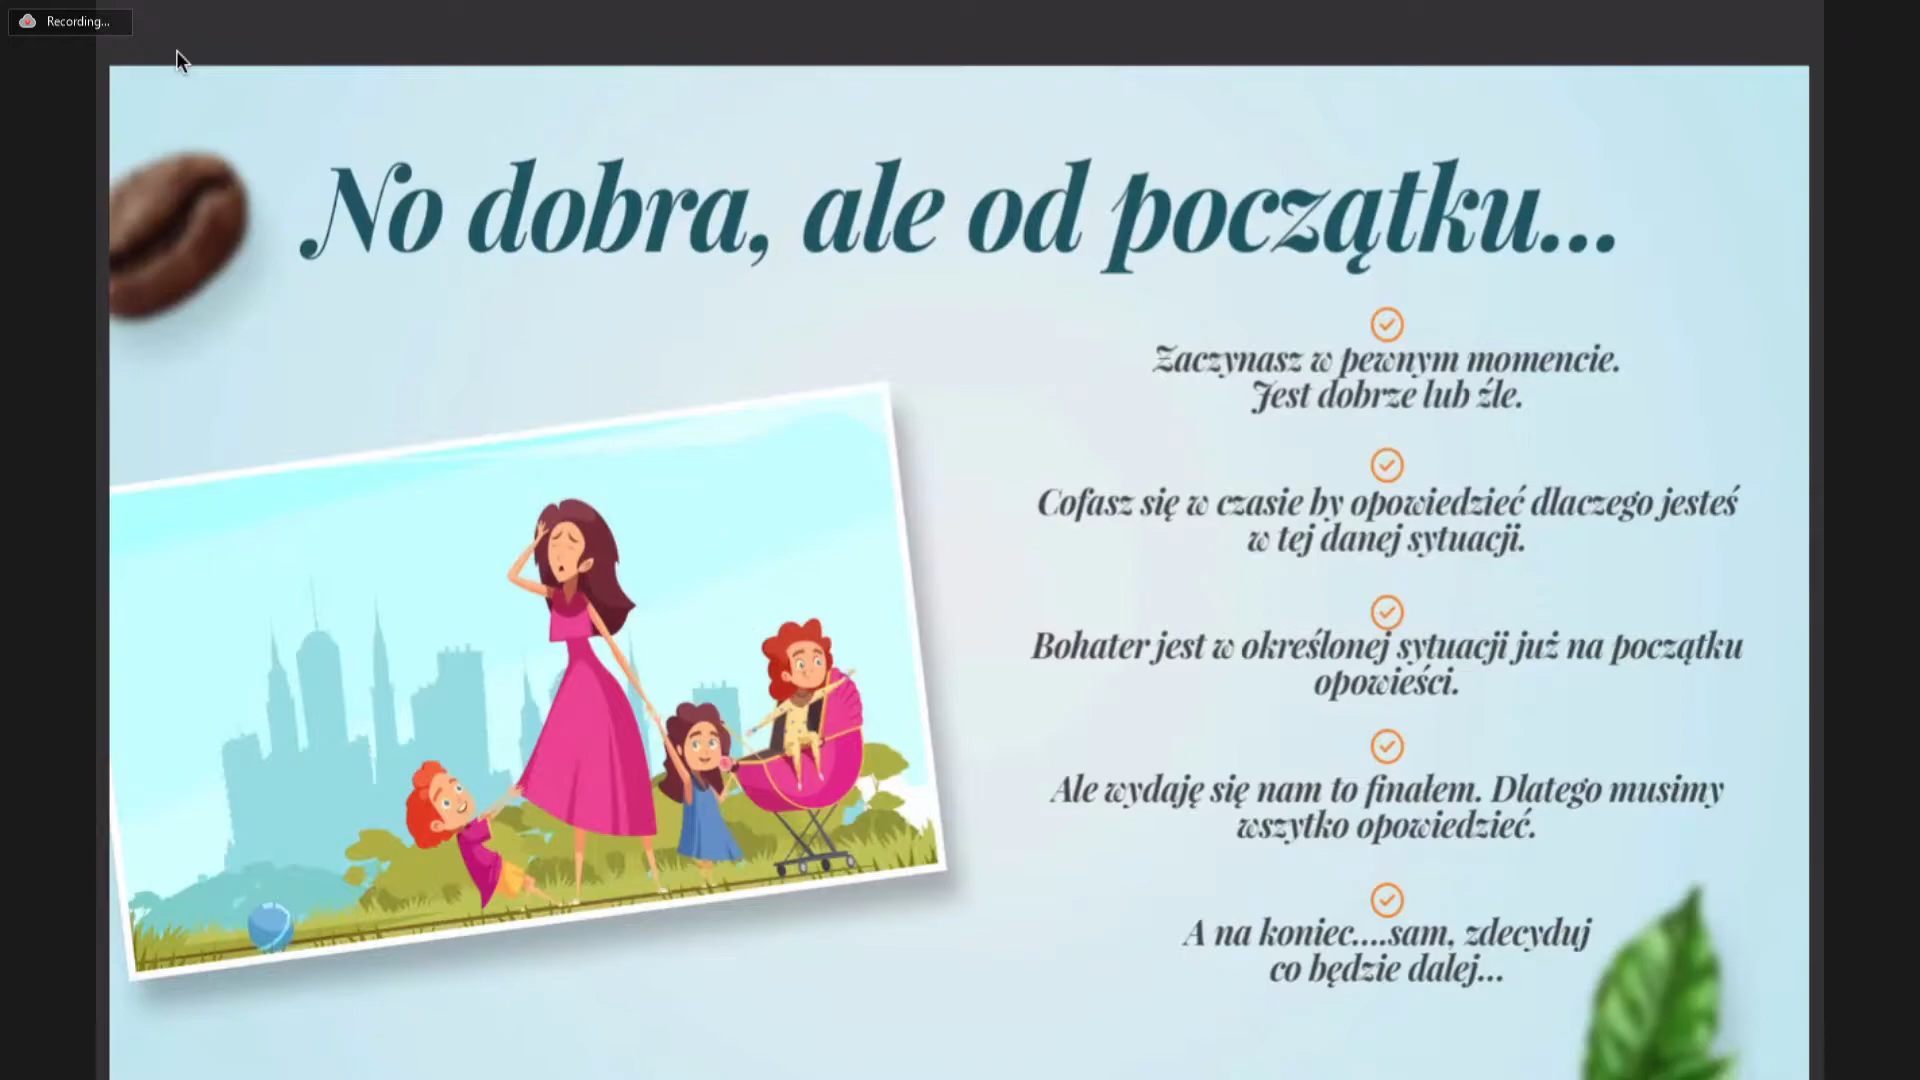 Recording...
No dobra, ale od początku...
Zaczynasz w pewnym momencie.
Jest dobrze lub źle.
Cofasz się w czasie by opowiedzieć dlaczego jesteś
w tej danej sytuacji.
Bohater jest w określonej sytuacji już na początku
opowieści.
Ale wydaję się nam to finałem. Dlatego musimy
wszytko opowiedzieć.
A na koniec....sam, zdecyduj
co będzie dalej...